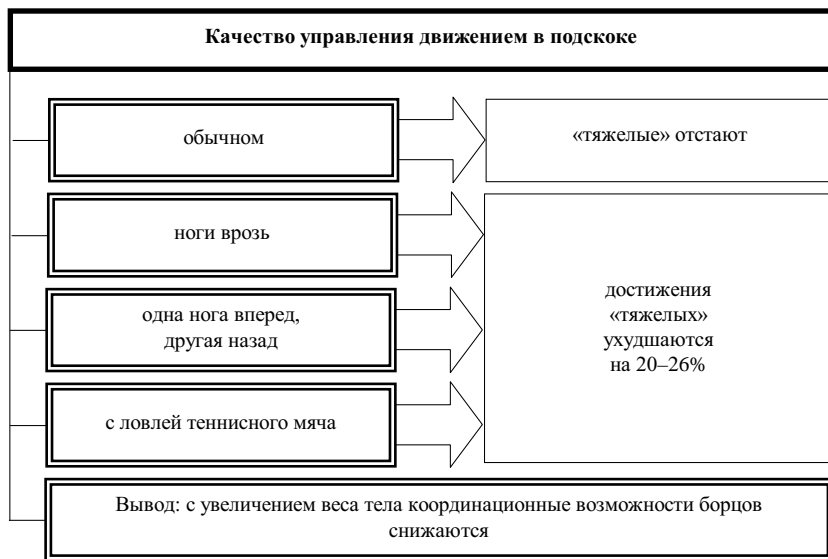 Качество управления движением в подскоке
обычном
«тяжелые» отстают
ноги врозь
одна нога вперед,
другая назад
с ловлей теннисного мяча
достижения
«тяжелых»
ухудшаются
на 20–26%
Вывод: с увеличением веса тела координационные возможности борцов
снижаются